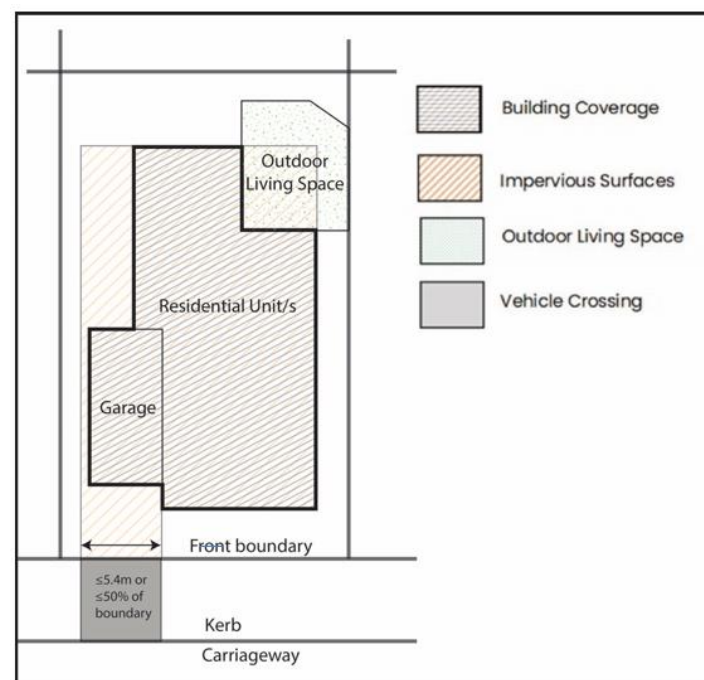 Outdoor
Living Space
Residential Unit/s
Garage
Front boundary
≤5.4m or
≤50% of
boundary
Kerb
Carriageway
Building Coverage
Impervious Surfaces
Outdoor Living Space
Vehicle Crossing